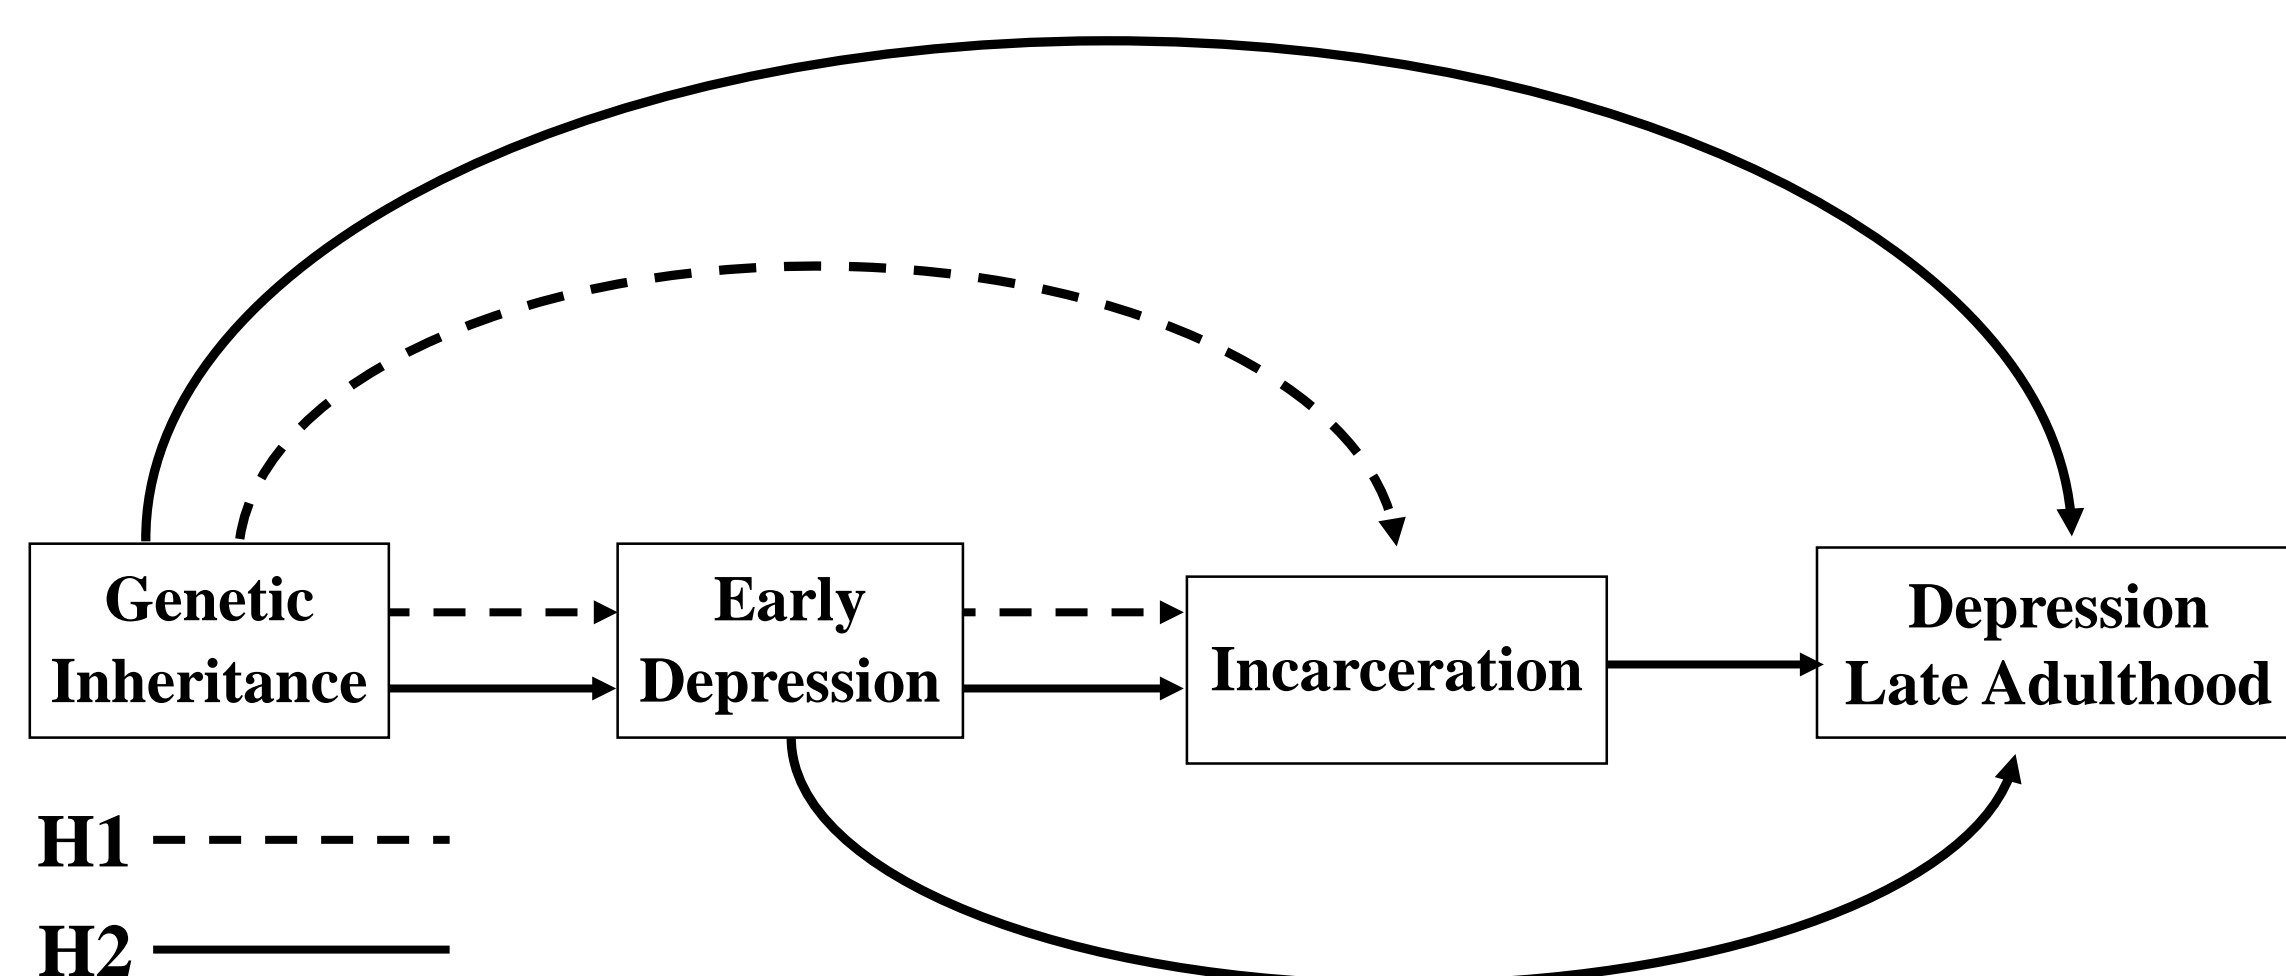 Genetic
Inheritance
Early
Depression
Incarceration
Depression
Late Adulthood
H1
H2